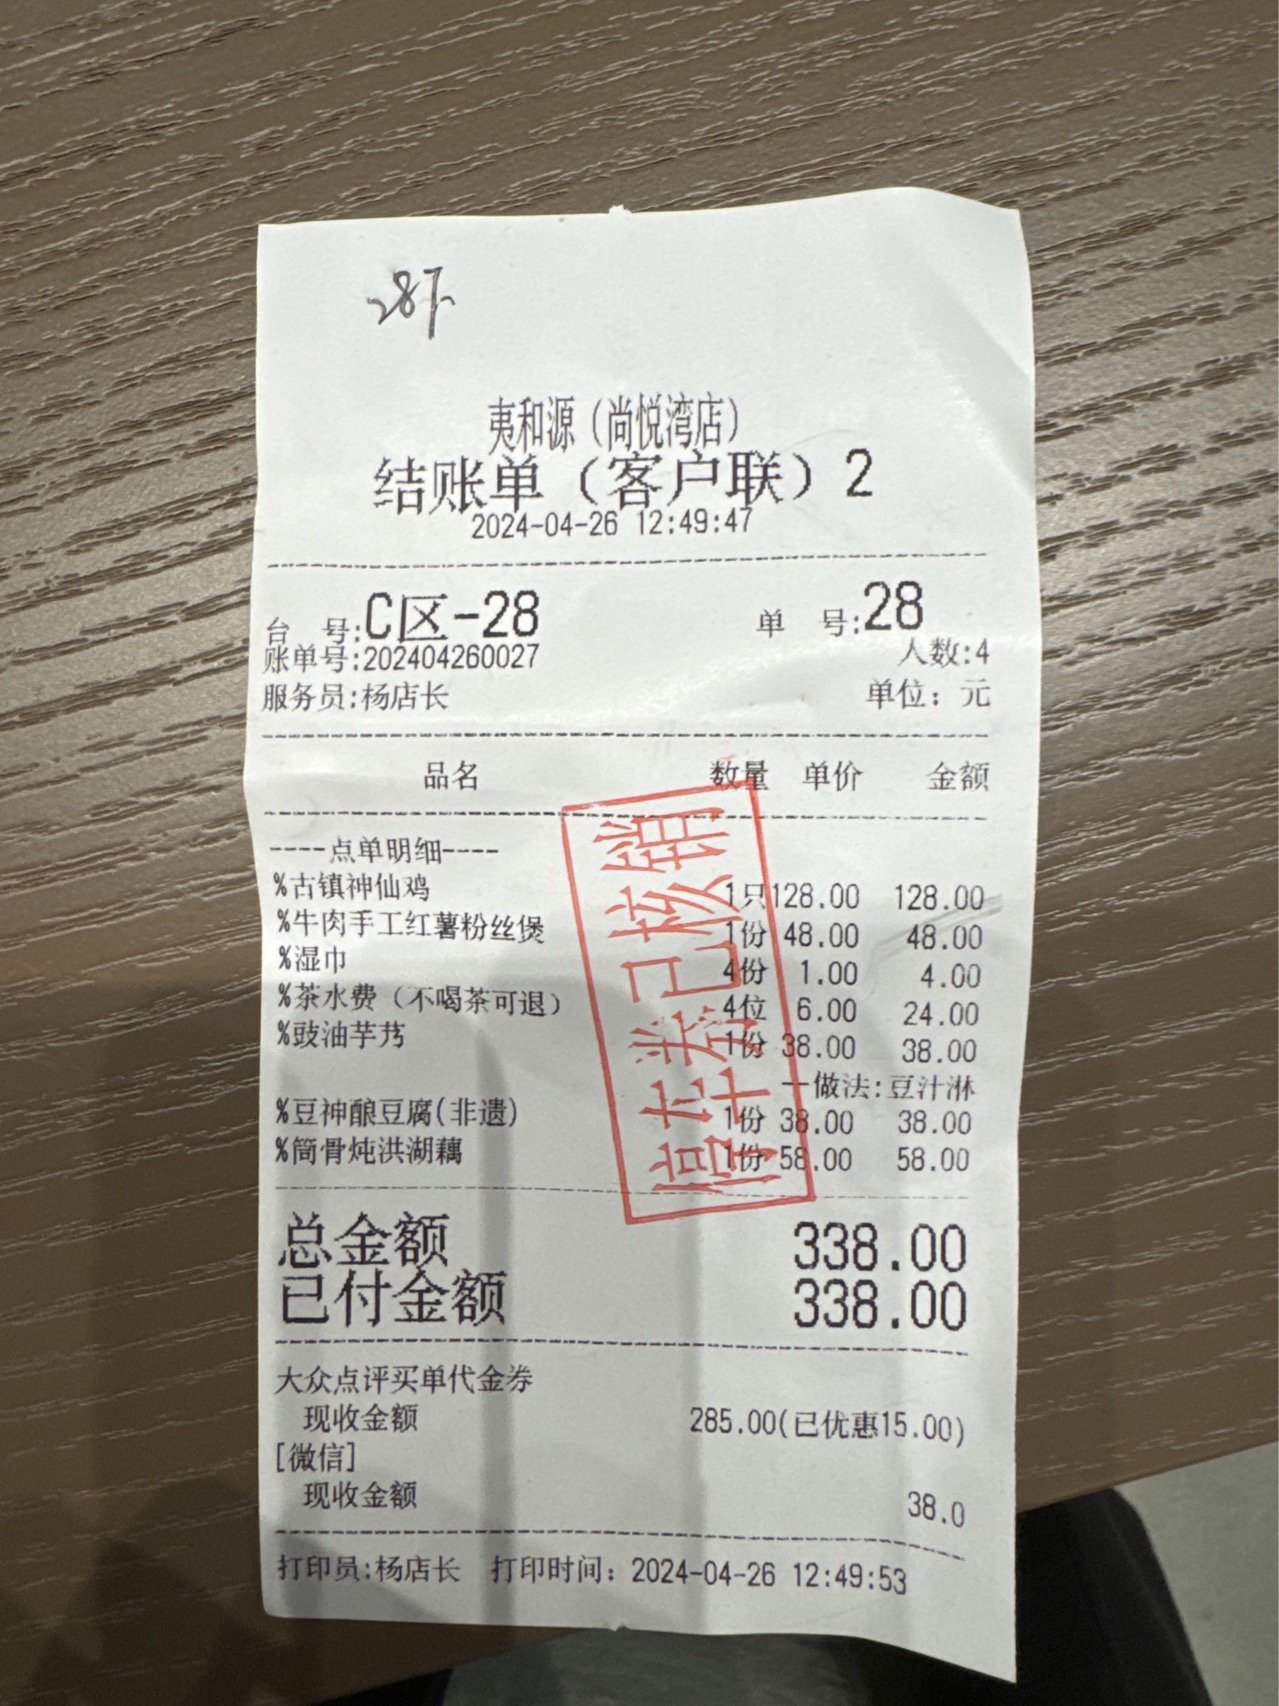 夷和源（尚悦湾店）
结账单（客户联）2
2024-04-26 12:49:47
台 号:C区-28 单 号:28
账单号:202404260027 人数:4
服务员:杨店长 单位：元
品名 数量 单价 金额
----点单明细----
%古镇神仙鸡 1只 128.00 128.00
%牛肉手工红薯粉丝煲 1份 48.00 48.00
%湿巾 4份 1.00 4.00
%茶水费（不喝茶可退） 4位 6.00 24.00
%豉油芋艿 1份 38.00 38.00
—做法:豆汁淋
%豆神酿豆腐(非遗) 1份 38.00 38.00
%筒骨炖洪湖藕 1份 58.00 58.00
总金额 338.00
已付金额 338.00
大众点评买单代金券
现收金额 285.00(已优惠15.00)
[微信]
现收金额 38.0
打印员:杨店长 打印时间：2024-04-26 12:49:53
券已核销